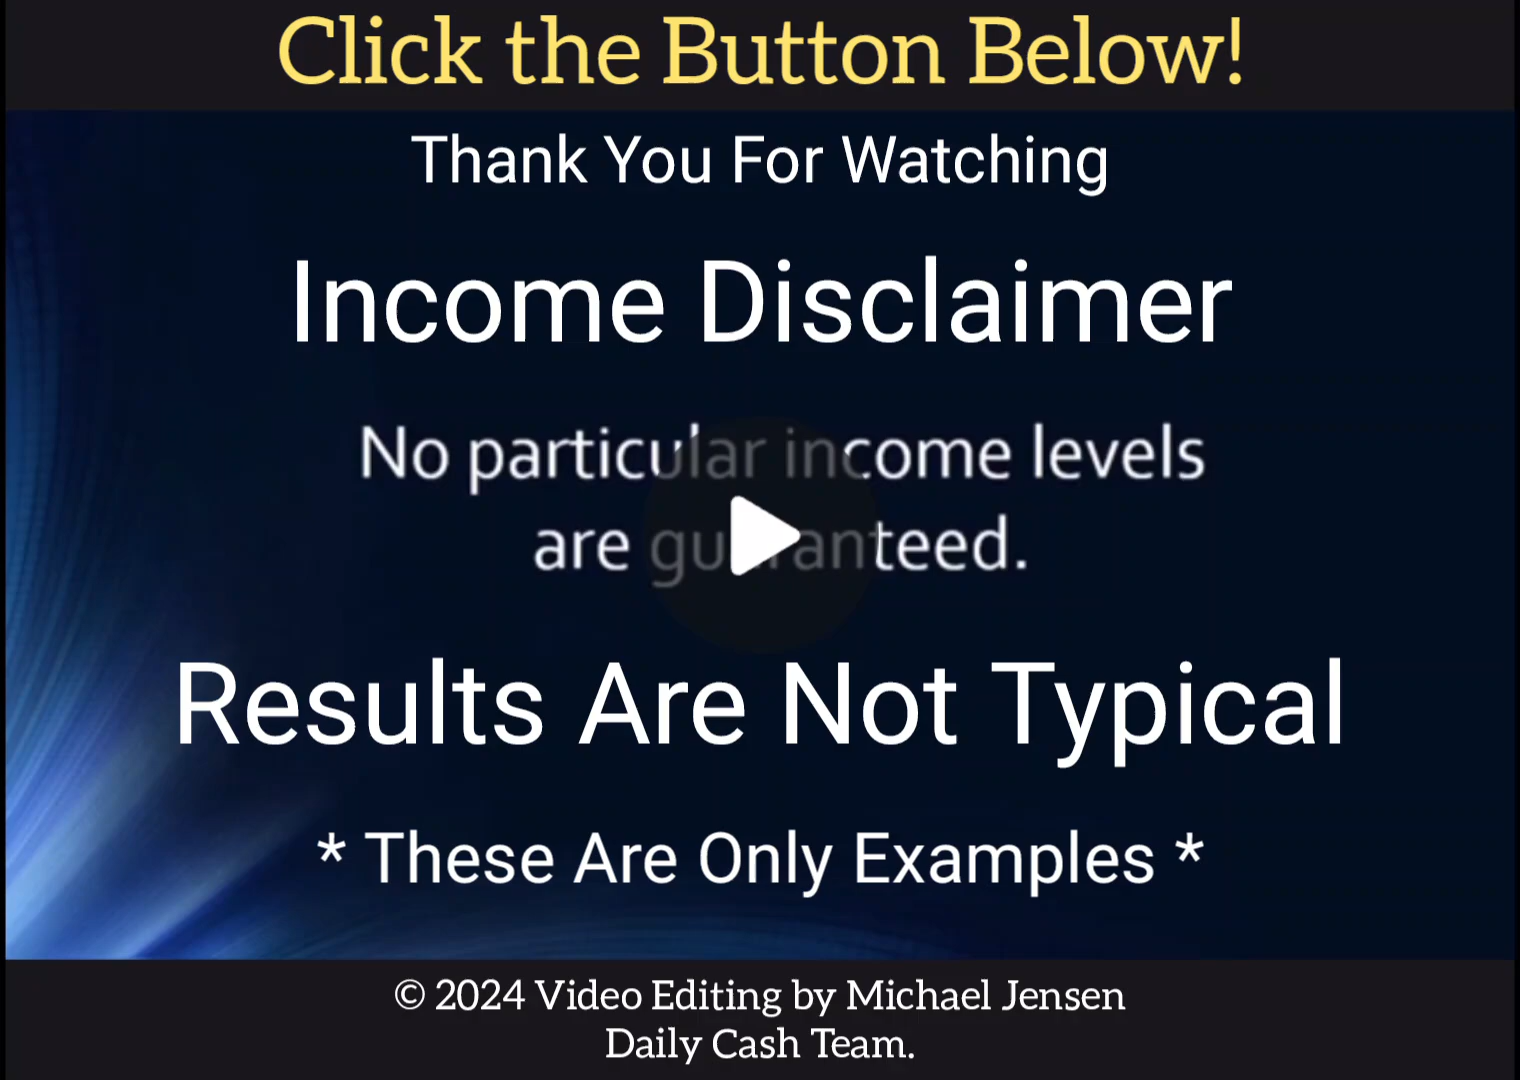 Click the Button Below!
Thank You For Watching
Income Disclaimer
No particular income levels
are guaranteed.
Results Are Not Typical
* These Are Only Examples *
© 2024 Video Editing by Michael Jensen
Daily Cash Team.